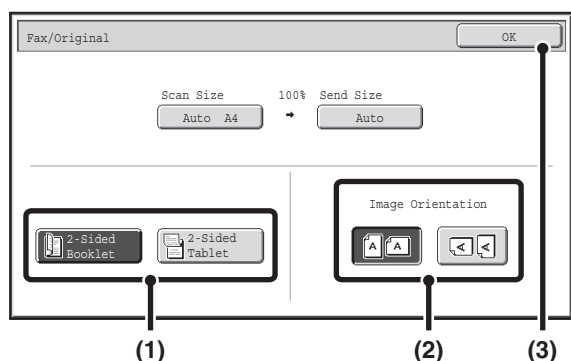 Fax/Original
OK
Scan Size 100% Send Size
Auto A4 → Auto
Image Orientation
2-Sided Booklet
2-Sided Tablet
A A A A
(1) (2) (3)